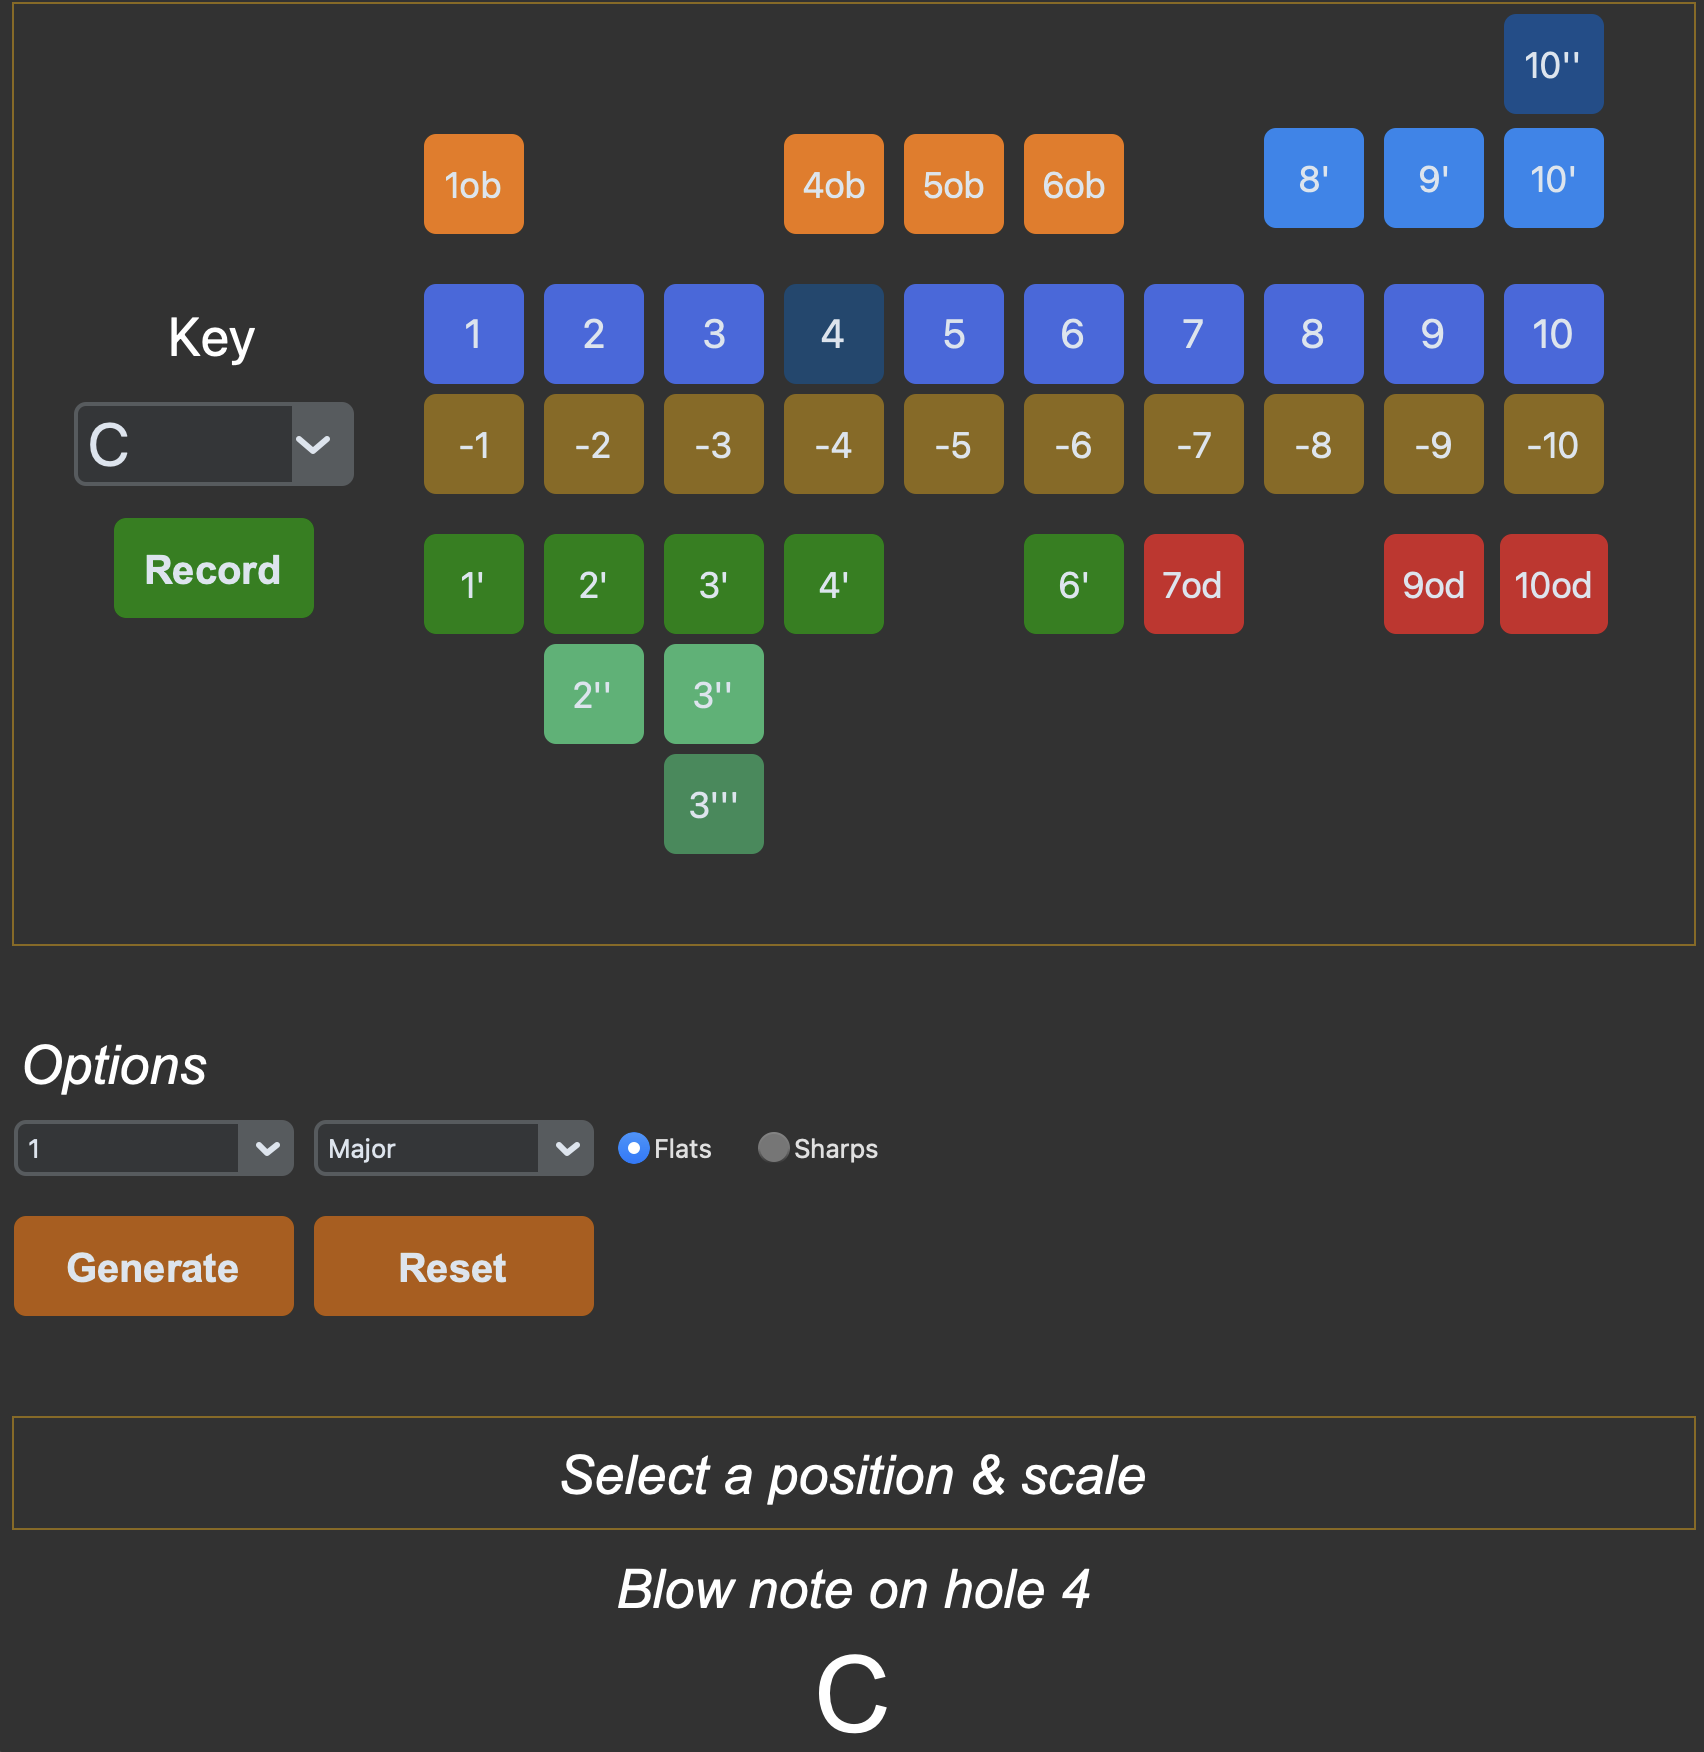 10''
1ob 4ob 5ob 6ob 8' 9' 10'
Key
1 2 3 4 5 6 7 8 9 10
C
-1 -2 -3 -4 -5 -6 -7 -8 -9 -10
Record
1' 2' 3' 4' 6' 7od 9od 10od
2'' 3''
3'''
Options
1 Major Flats Sharps
Generate Reset
Select a position & scale
Blow note on hole 4
C